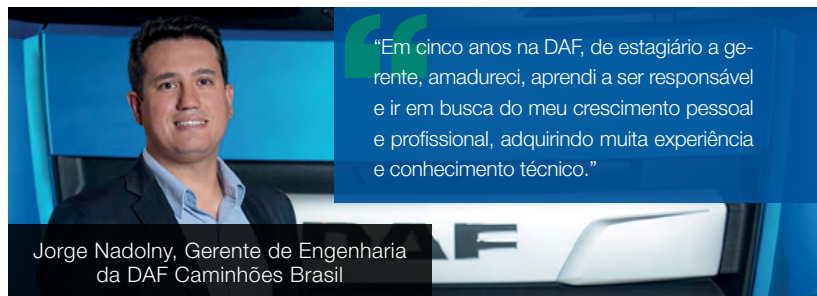 “Em cinco anos na DAF, de estagiário a ge-
rente, amadureci, aprendi a ser responsável
e ir em busca do meu crescimento pessoal
e profissional, adquirindo muita experiência
e conhecimento técnico.”
DAF
Jorge Nadolny, Gerente de Engenharia
da DAF Caminhões Brasil